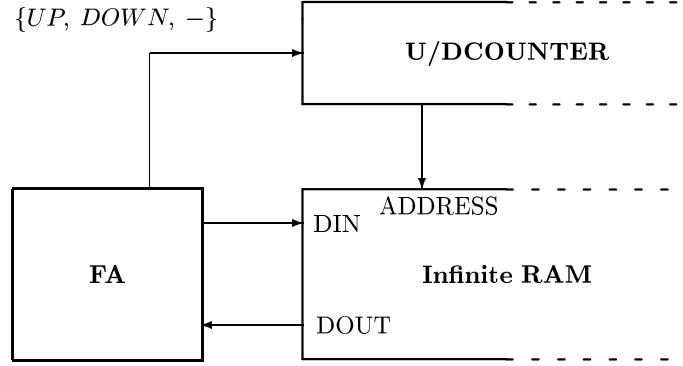 {UP, DOWN, −}
U/DCOUNTER
ADDRESS
DIN
FA
Infinite RAM
DOUT